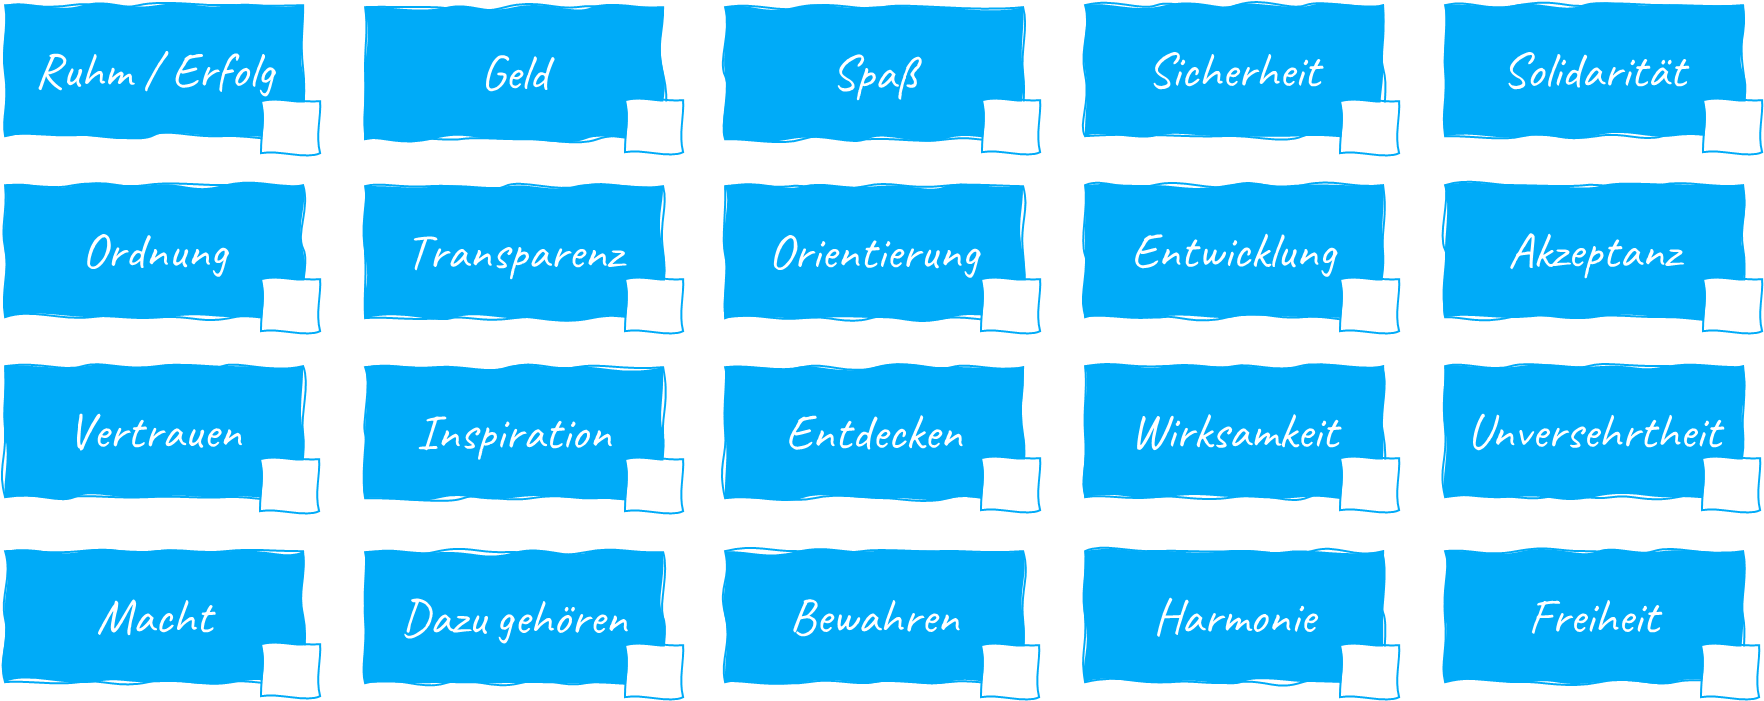 Ruhm / Erfolg
Geld
Spaß
Sicherheit
Solidarität
Ordnung
Transparenz
Orientierung
Entwicklung
Akzeptanz
Vertrauen
Inspiration
Entdecken
Wirksamkeit
Unversehrtheit
Macht
Dazu gehören
Bewahren
Harmonie
Freiheit